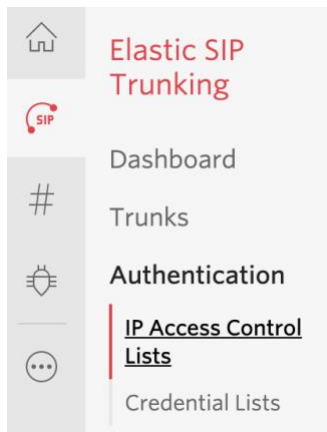 Elastic SIP
Trunking
SIP
Dashboard
#
Trunks
Authentication
IP Access Control
Lists
Credential Lists